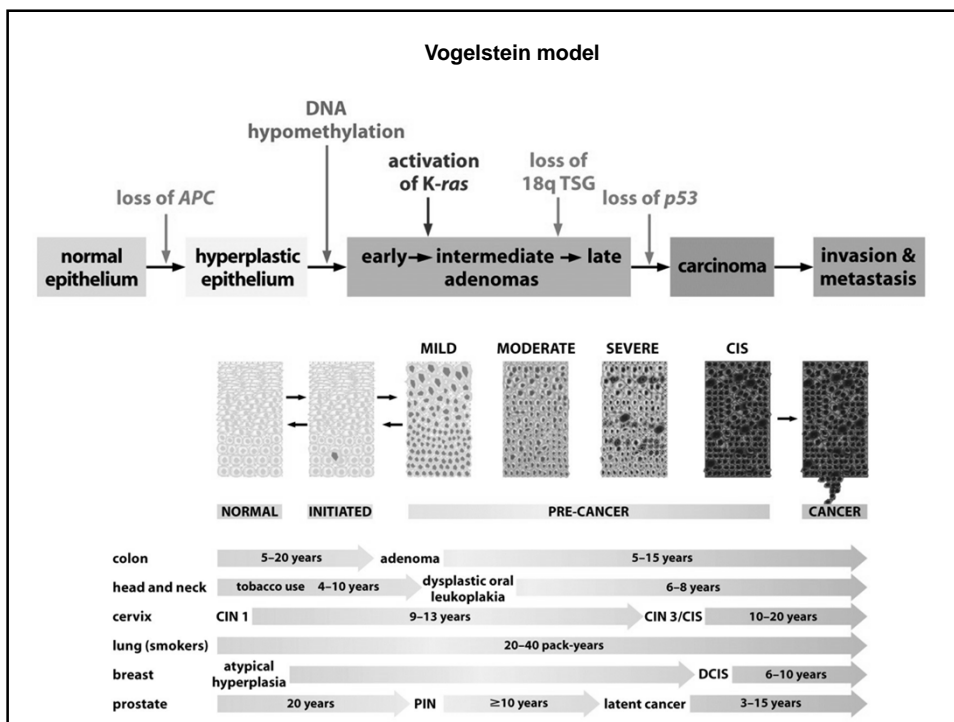 Vogelstein model
DNA
hypomethylation
activation
of K-ras
loss of
18q TSG
loss of APC
loss of p53
normal
epithelium
hyperplastic
epithelium
early intermediate late
adenomas
carcinoma
invasion &
metastasis
MILD MODERATE SEVERE CIS
NORMAL INITIATED PRE-CANCER CANCER
colon 5–20 years adenoma 5–15 years
head and neck tobacco use 4–10 years dysplastic oral
leukoplakia 6–8 years
cervix CIN 1 9–13 years CIN 3/CIS 10–20 years
lung (smokers) 20–40 pack-years
breast atypical
hyperplasia DCIS 6–10 years
prostate 20 years PIN ≥10 years latent cancer 3–15 years